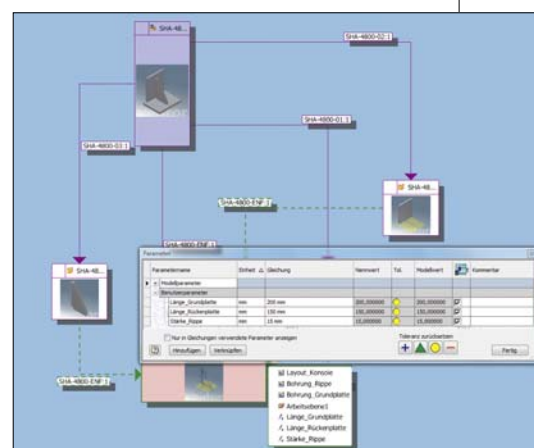 SHA-48...
SHA-4800-02:1
SHA-4800-01:1
SHA-4800-03:1
SHA-48...
SHA-4800-ENF:1
SHA-4800-ENF:1
SHA-48...
Parameter
Parametername Einheit Gleichung Nennwert Tol. Modellwert Kommentar
Modellparameter
Benutzerparameter
Länge_Grundplatte mm 200 mm 200,000000 200,000000
Länge_Rückenplatte mm 150 mm 150,000000 150,000000
Stärke_Rippe mm 15 mm 15,000000 15,000000
Nur in Gleichungen verwendete Parameter anzeigen
Toleranz zurücksetzen
Hinzufügen Verknüpfen Fertig
SHA-4800-ENF:1
Layout_Konsole
Bohrung_Rippe
Bohrung_Grundplatte
Arbeitsebene1
Länge_Grundplatte
Länge_Rückenplatte
Stärke_Rippe